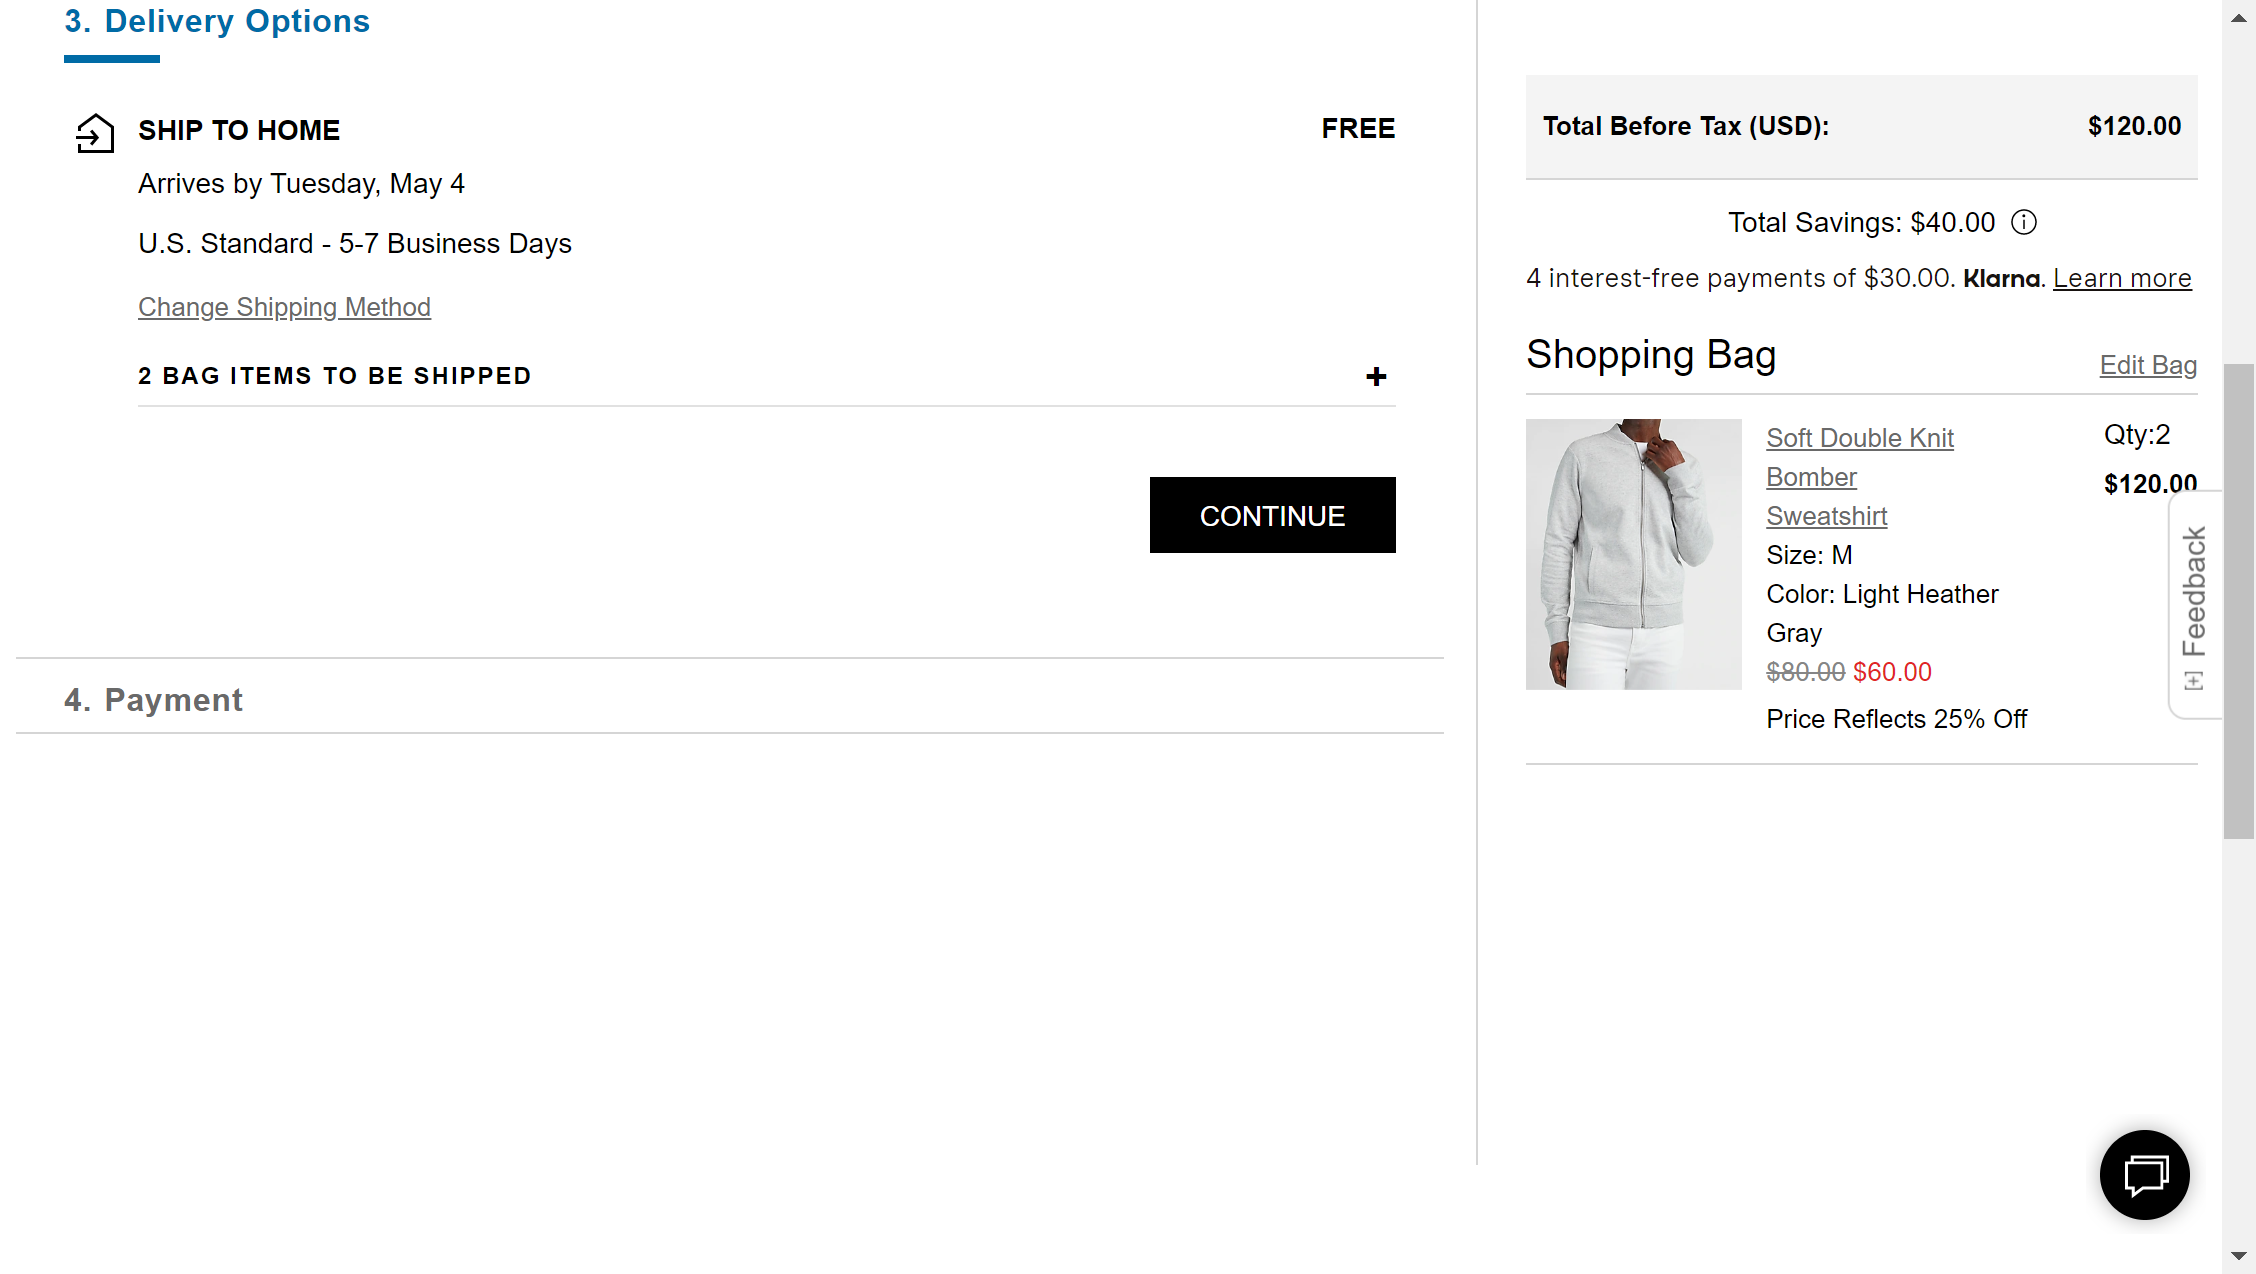 3. Delivery Options
SHIP TO HOME
FREE
Arrives by Tuesday, May 4
U.S. Standard - 5-7 Business Days
Change Shipping Method
2 BAG ITEMS TO BE SHIPPED
+
CONTINUE
4. Payment
Total Before Tax (USD):
$120.00
Total Savings: $40.00
4 interest-free payments of $30.00. Klarna. Learn more
Shopping Bag
Edit Bag
Soft Double Knit
Bomber
Sweatshirt
Size: M
Color: Light Heather
Gray
$80.00 $60.00
Price Reflects 25% Off
Qty:2
$120.00
[+] Feedback